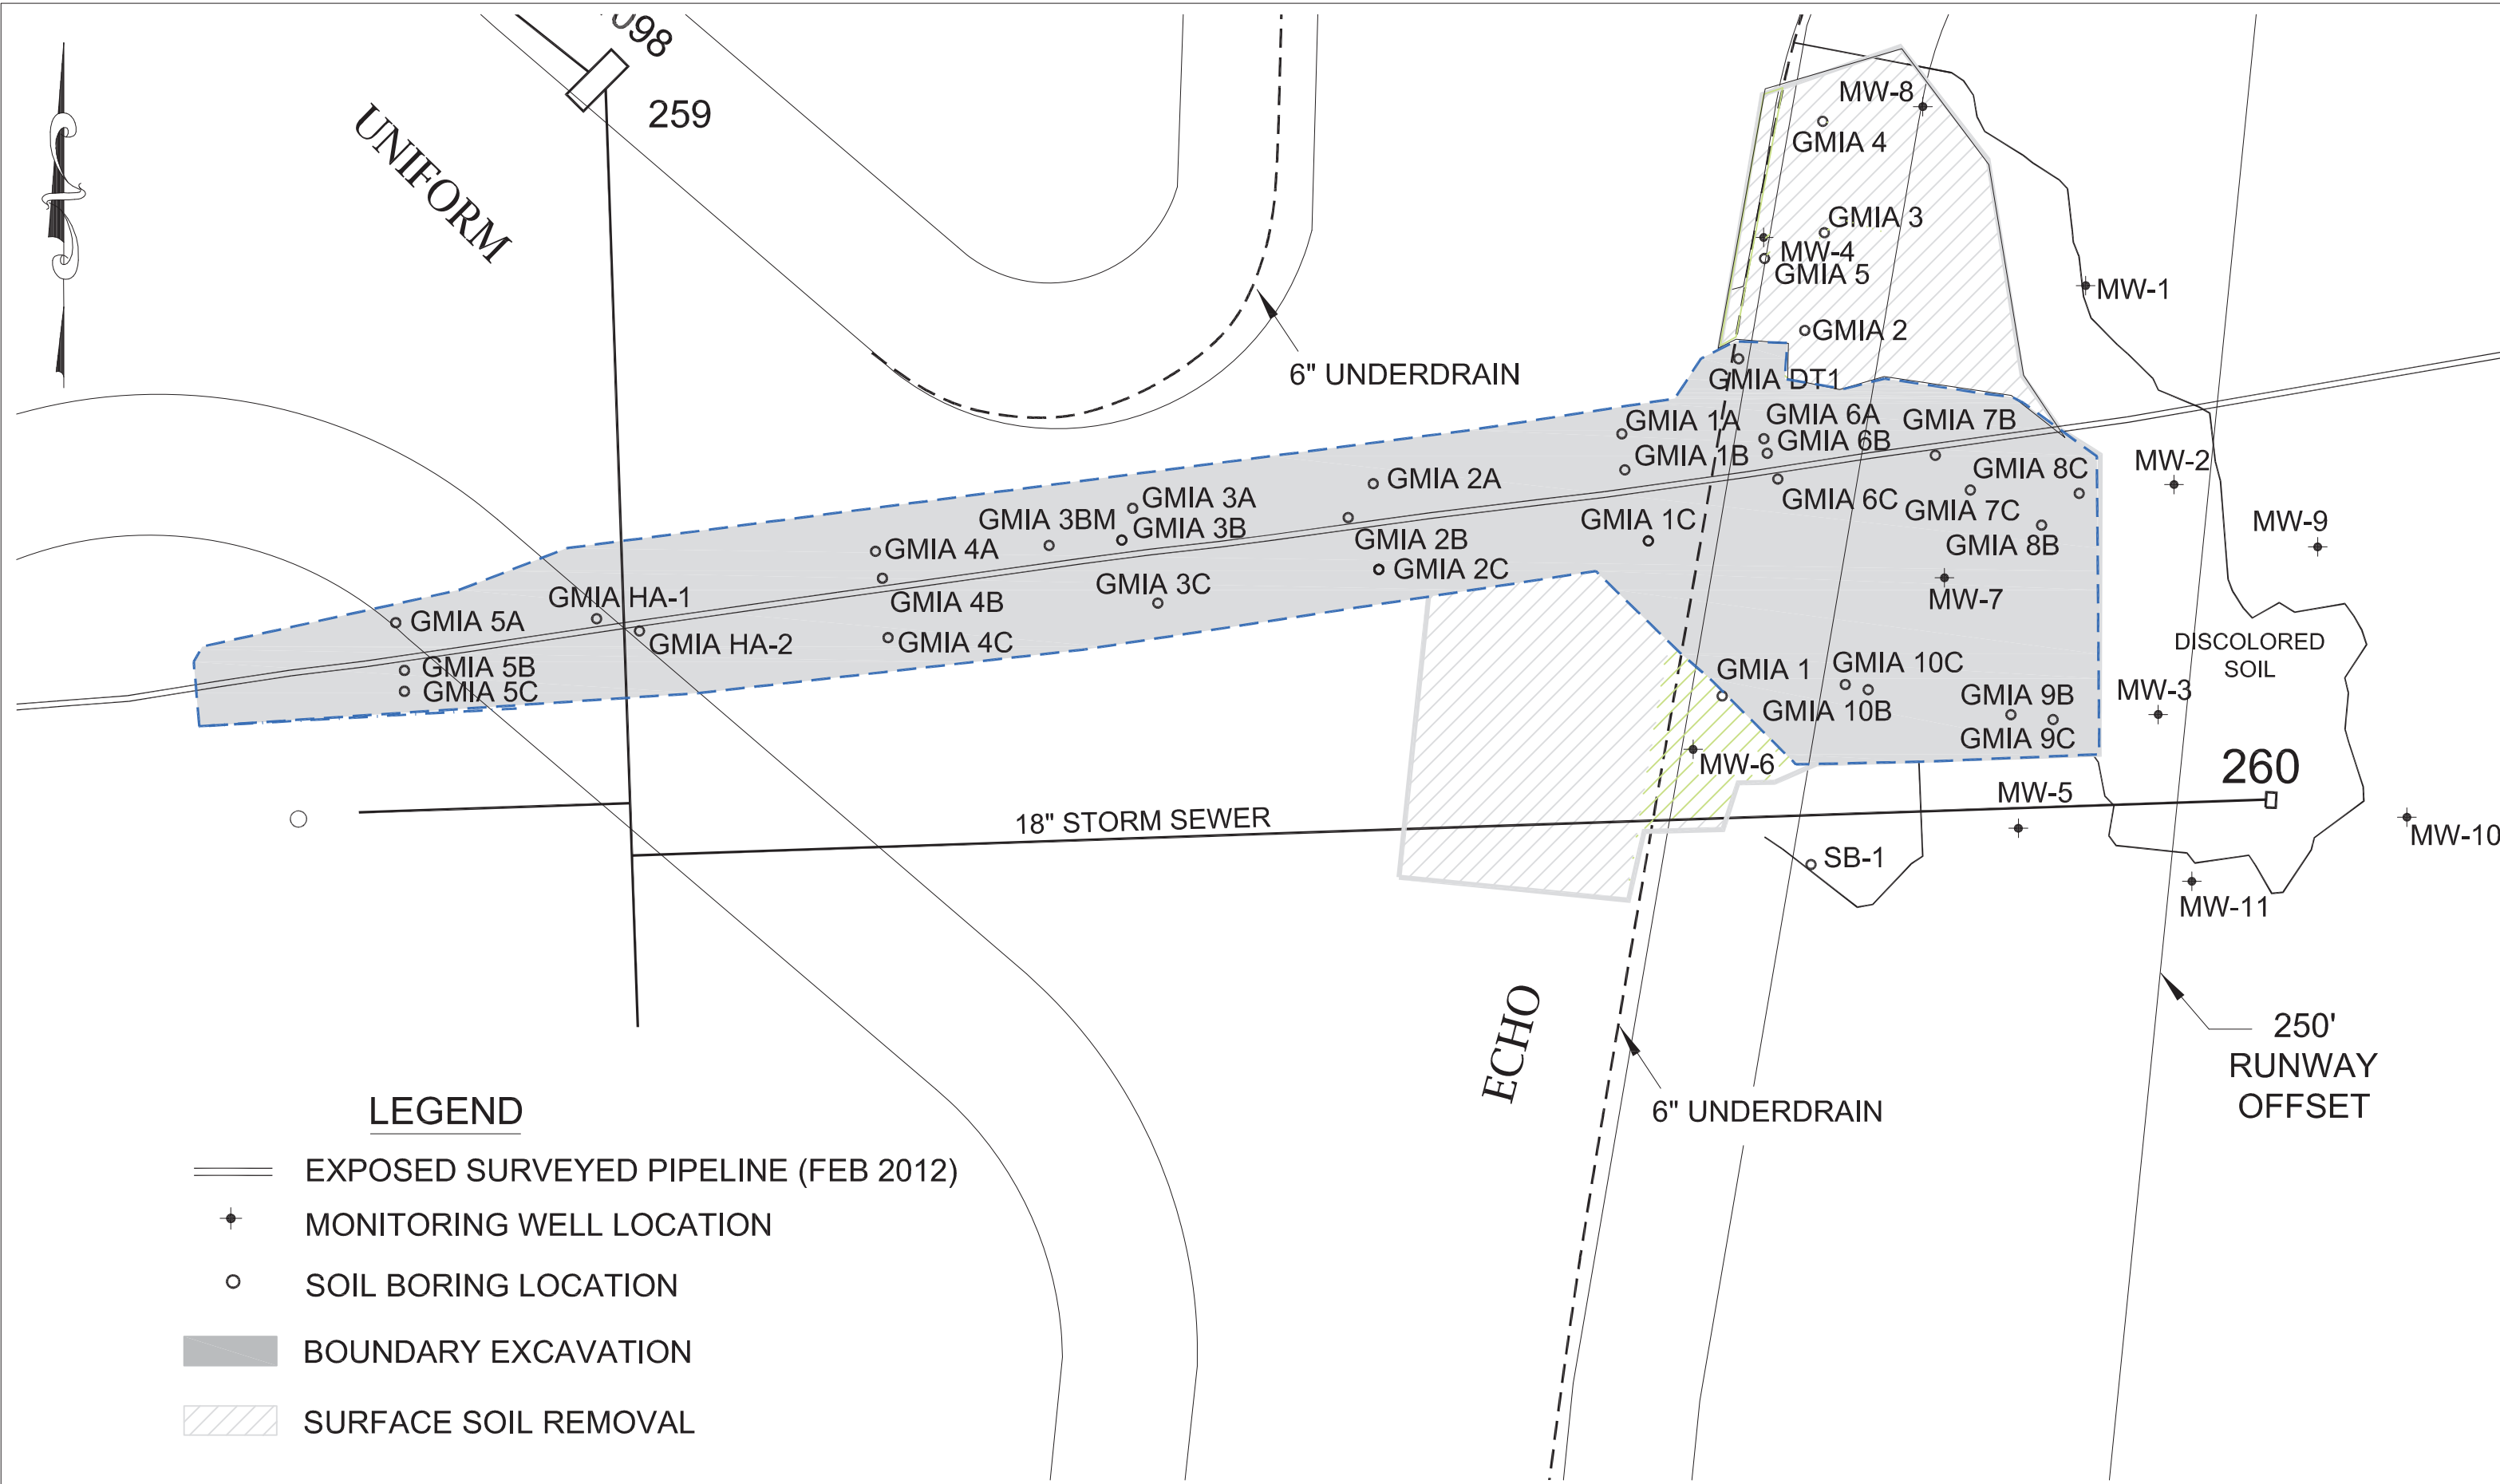 259
UNIFORM
MW-8
GMIA 4
GMIA 3
MW-4
GMIA 5
MW-1
GMIA 2
6" UNDERDRAIN
GMIA DT1
GMIA 1A
GMIA 6A
GMIA 7B
GMIA 6B
GMIA 1B
MW-2
GMIA 8C
GMIA 2A
GMIA 3A
GMIA 6C
GMIA 7C
GMIA 3BM
GMIA 3B
GMIA 1C
MW-9
GMIA 2B
GMIA 8B
GMIA 4A
GMIA 2C
GMIA 3C
GMIA HA-1
GMIA 4B
MW-7
GMIA 5A
GMIA HA-2
GMIA 4C
DISCOLORED
SOIL
GMIA 5B
GMIA 5C
GMIA 1
GMIA 10C
GMIA 10B
GMIA 9B
MW-3
GMIA 9C
MW-6
260
MW-5
18" STORM SEWER
MW-10
SB-1
MW-11
ECHO
250'
RUNWAY
OFFSET
6" UNDERDRAIN
LEGEND
EXPOSED SURVEYED PIPELINE (FEB 2012)
MONITORING WELL LOCATION
SOIL BORING LOCATION
BOUNDARY EXCAVATION
SURFACE SOIL REMOVAL